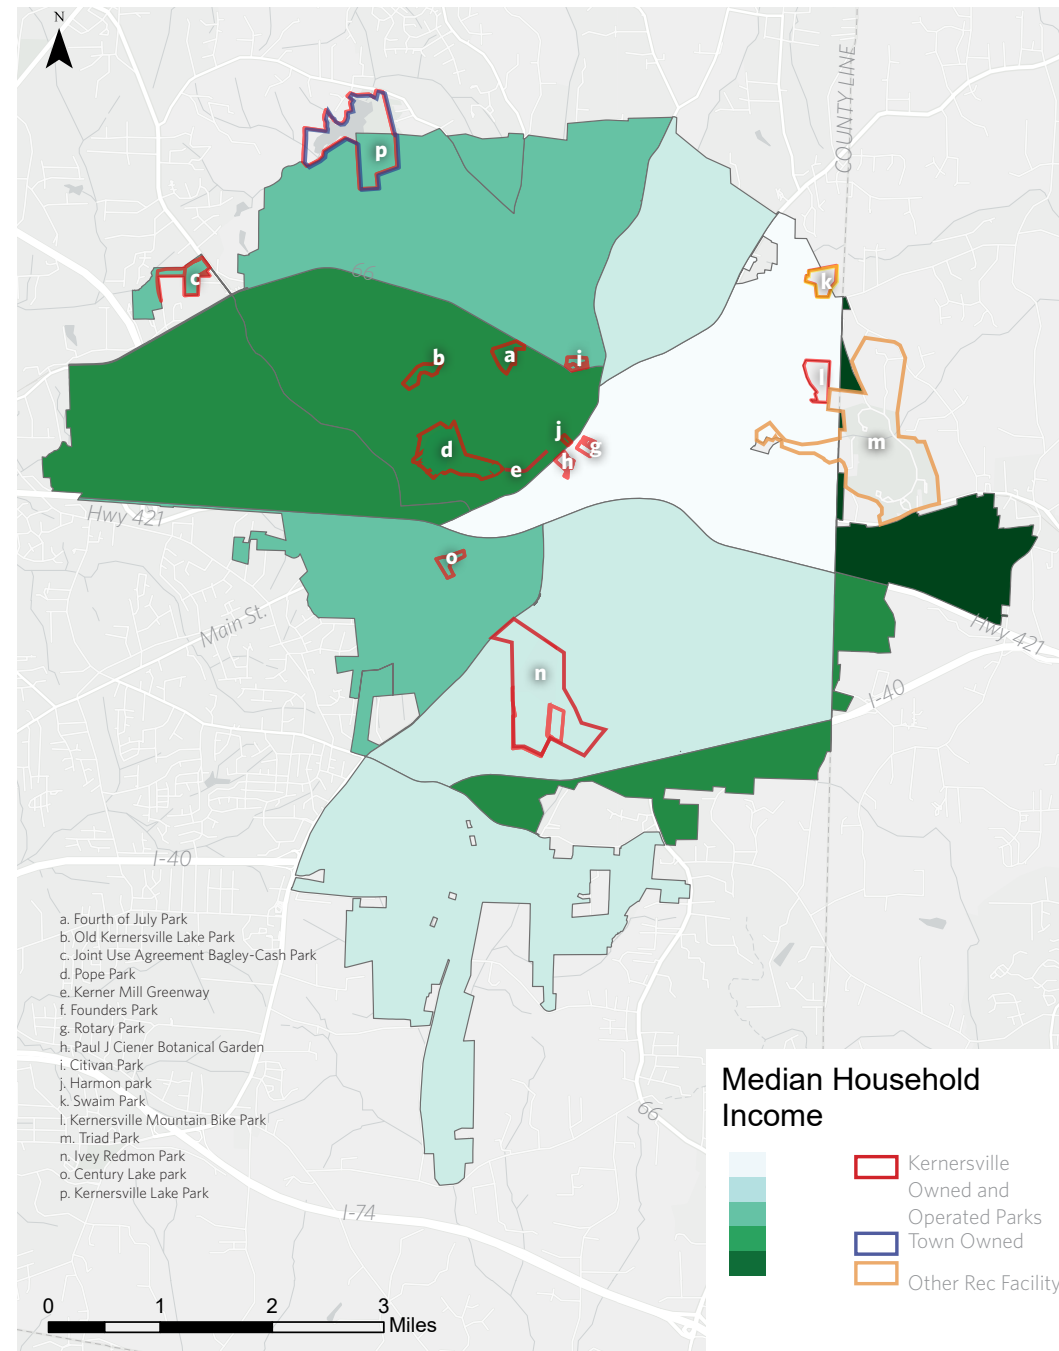 N
COUNTY LINE
p
c
66
k
b
a
i
l
j
g
d
h
m
e
Hwy 421
o
Main St.
Hwy 421
n
I-40
I-40
a. Fourth of July Park
b. Old Kernersville Lake Park
c. Joint Use Agreement Bagley-Cash Park
d. Pope Park
e. Kerner Mill Greenway
f. Founders Park
g. Rotary Park
h. Paul J Ciener Botanical Garden
i. Citivan Park
j. Harmon park
k. Swaim Park
l. Kernersville Mountain Bike Park
m. Triad Park
n. Ivey Redmon Park
o. Century Lake park
p. Kernersville Lake Park
66
I-74
Median Household
Income
Kernersville
Owned and
Operated Parks
Town Owned
Other Rec Facility
0 1 2 3
Miles